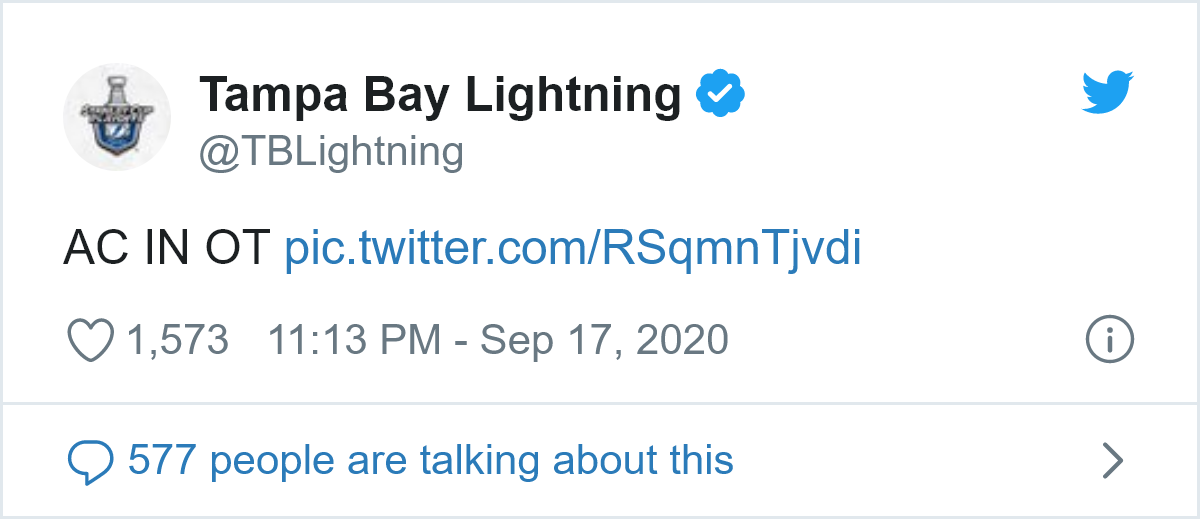 Tampa Bay Lightning
@TBLightning
AC IN OT pic.twitter.com/RSqmnTjvdi
1,573 11:13 PM - Sep 17, 2020
577 people are talking about this